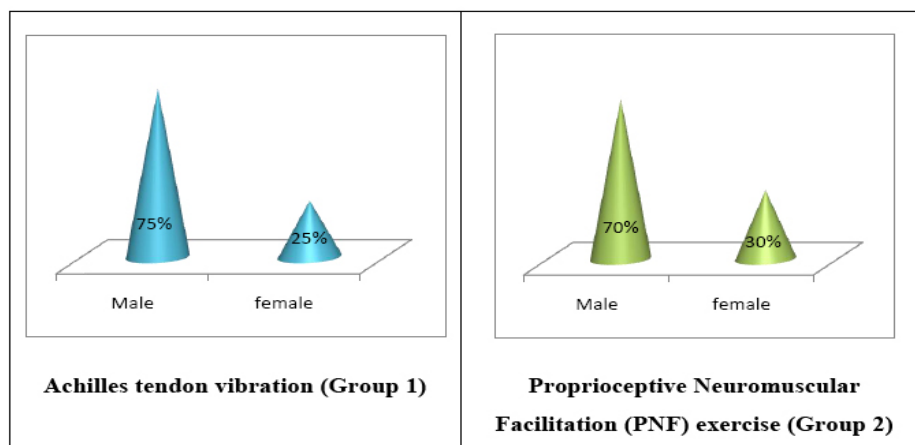 75%
25%
Male female
Achilles tendon vibration (Group 1)
70%
30%
Male female
Proprioceptive Neuromuscular
Facilitation (PNF) exercise (Group 2)